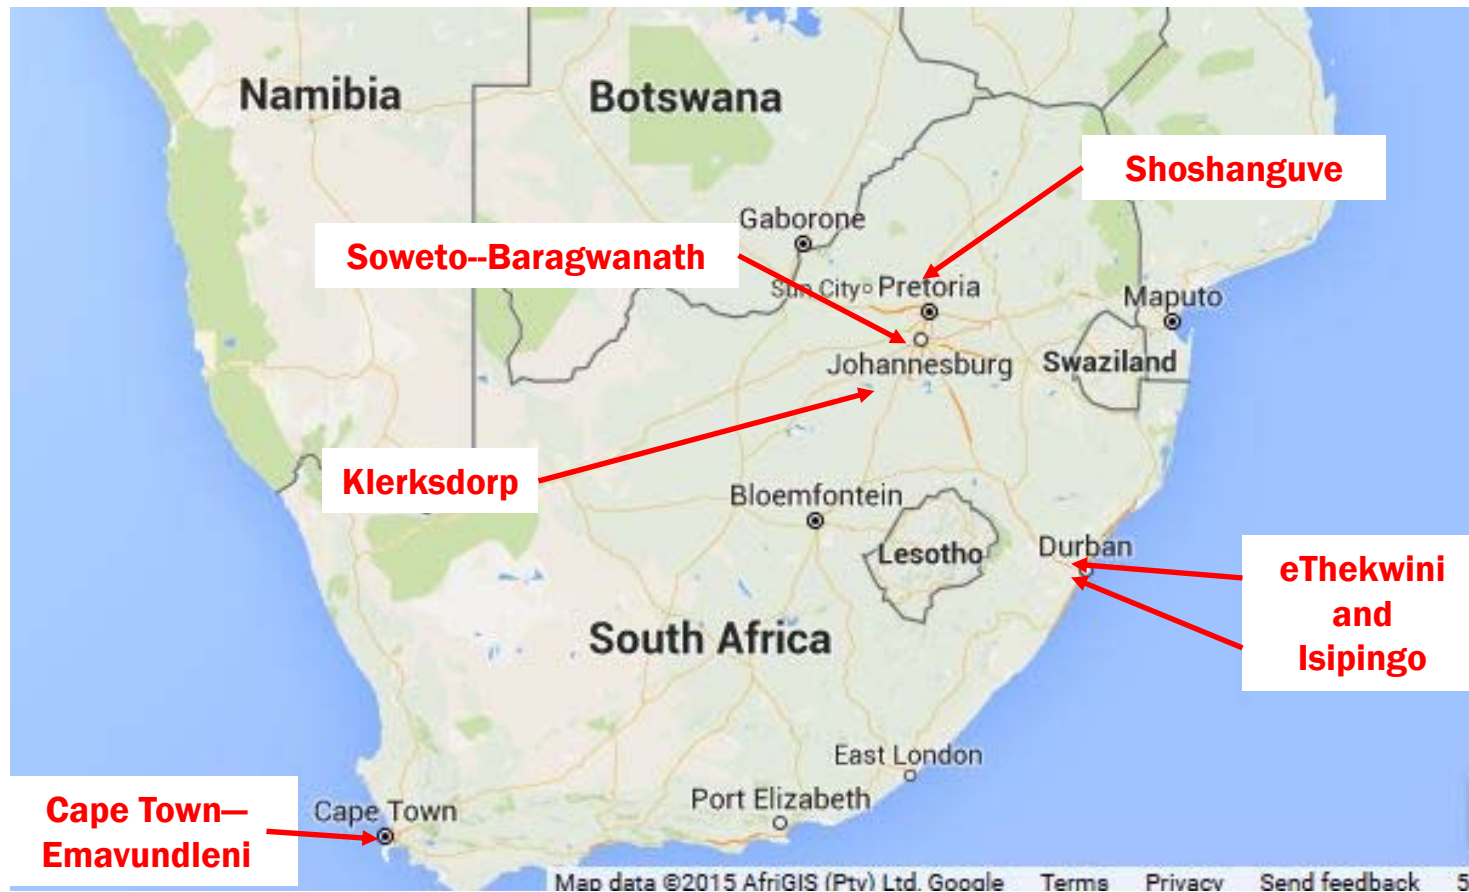 Namibia
Botswana
Shoshanguve
Gaborone
Soweto--Baragwanath
Sun City
Pretoria
Maputo
Johannesburg
Swaziland
Klerksdorp
Bloemfontein
Lesotho
Durban
eThekwini
and
Isipingo
South Africa
East London
Port Elizabeth
Cape Town—
Emavundleni
Cape Town
Map data ©2015 AfriGIS (Pty) Ltd, Google Terms Privacy Send feedback 5